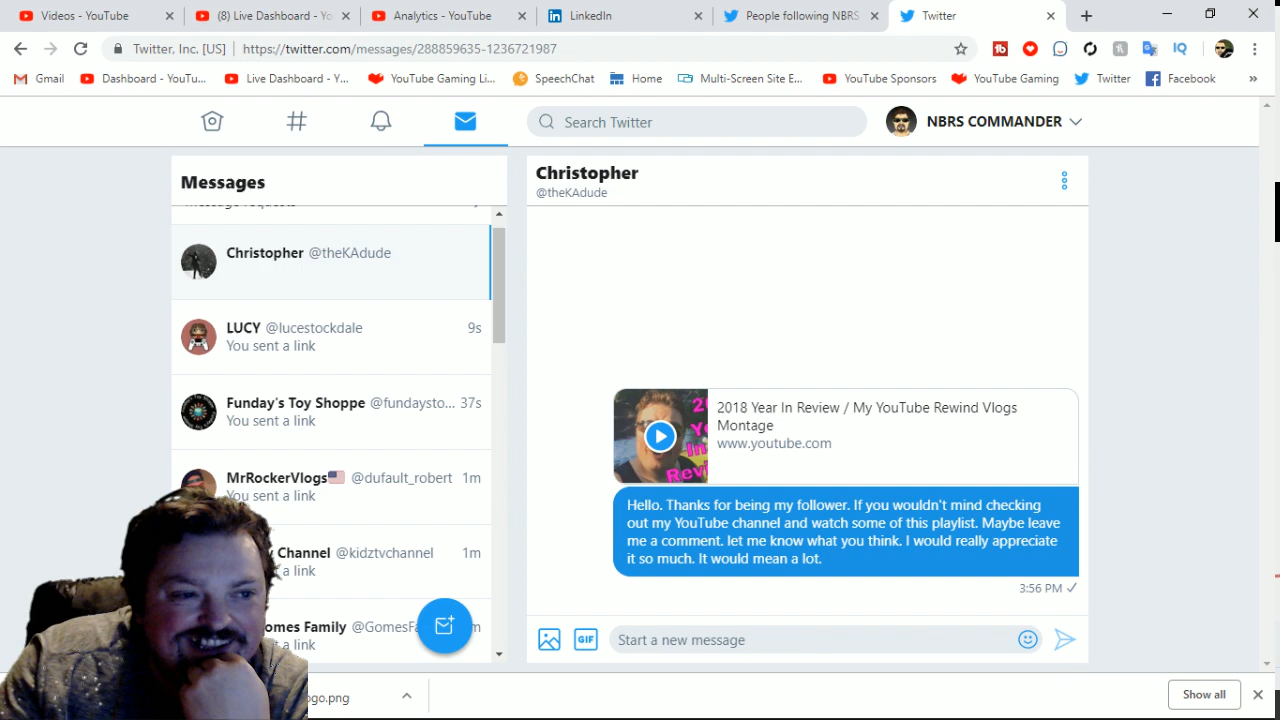 Videos - YouTube
(8) Live Dashboard - Yo
Analytics - YouTube
LinkedIn
People following NBRS
Twitter
Twitter, Inc. [US]
https://twitter.com/messages/288859635-1236721987
Gmail
Dashboard - YouTu...
Live Dashboard - Y...
YouTube Gaming Li...
SpeechChat
Home
Multi-Screen Site E...
YouTube Sponsors
YouTube Gaming
Twitter
Facebook
Search Twitter
NBRS COMMANDER
Messages
Christopher @theKAdude
LUCY @lucestockdale 9s
You sent a link
Funday's Toy Shoppe @fundaysto... 37s
You sent a link
MrRockerVlogs @dufault_robert 1m
You sent a link
Channel @kidztvchannel 1m
a link
omes Family @GomesFa
a link
Christopher
@theKAdude
2018 Year In Review / My YouTube Rewind Vlogs
Montage
www.youtube.com
Hello. Thanks for being my follower. If you wouldn't mind checking
out my YouTube channel and watch some of this playlist. Maybe leave
me a comment. let me know what you think. I would really appreciate
it so much. It would mean a lot.
3:56 PM
GIF
Start a new message
ogo.png
Show all